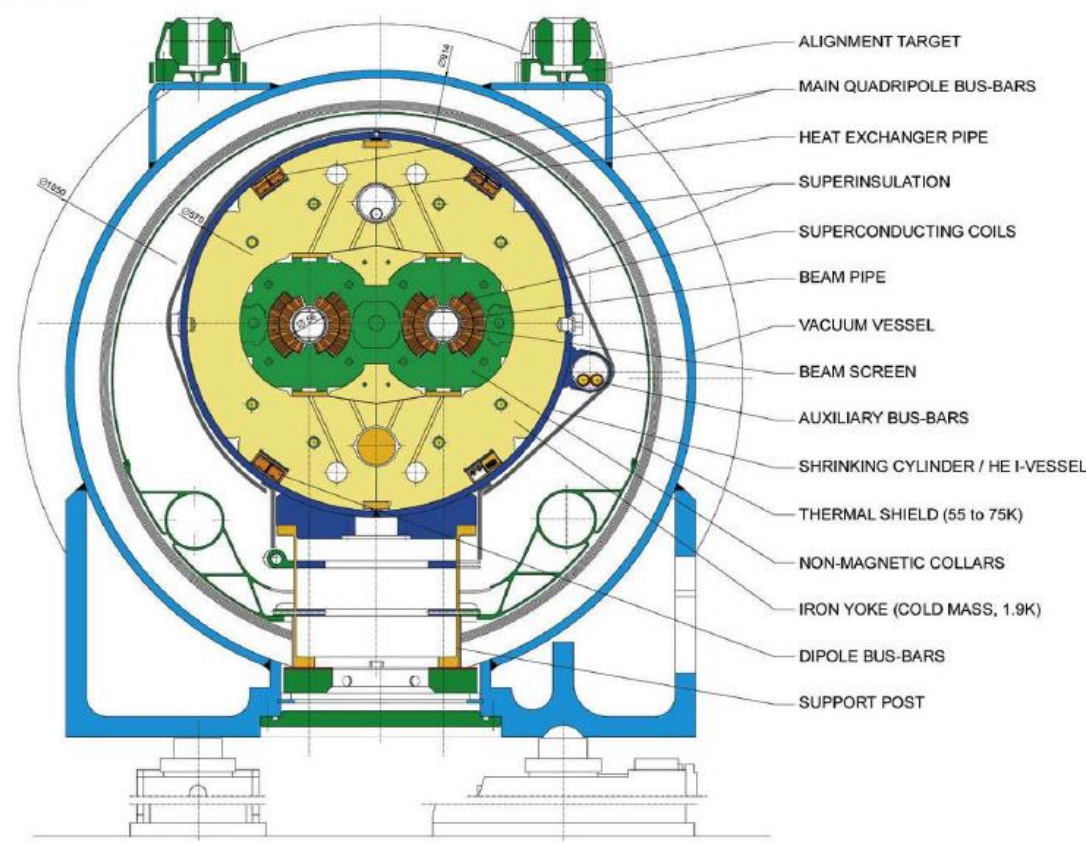 ALIGNMENT TARGET
MAIN QUADRIPOLE BUS-BARS
HEAT EXCHANGER PIPE
SUPERINSULATION
SUPERCONDUCTING COILS
BEAM PIPE
VACUUM VESSEL
BEAM SCREEN
AUXILIARY BUS-BARS
SHRINKING CYLINDER / HE I-VESSEL
THERMAL SHIELD (55 to 75K)
NON-MAGNETIC COLLARS
IRON YOKE (COLD MASS, 1.9K)
DIPOLE BUS-BARS
SUPPORT POST
Ø914
Ø1050
Ø570